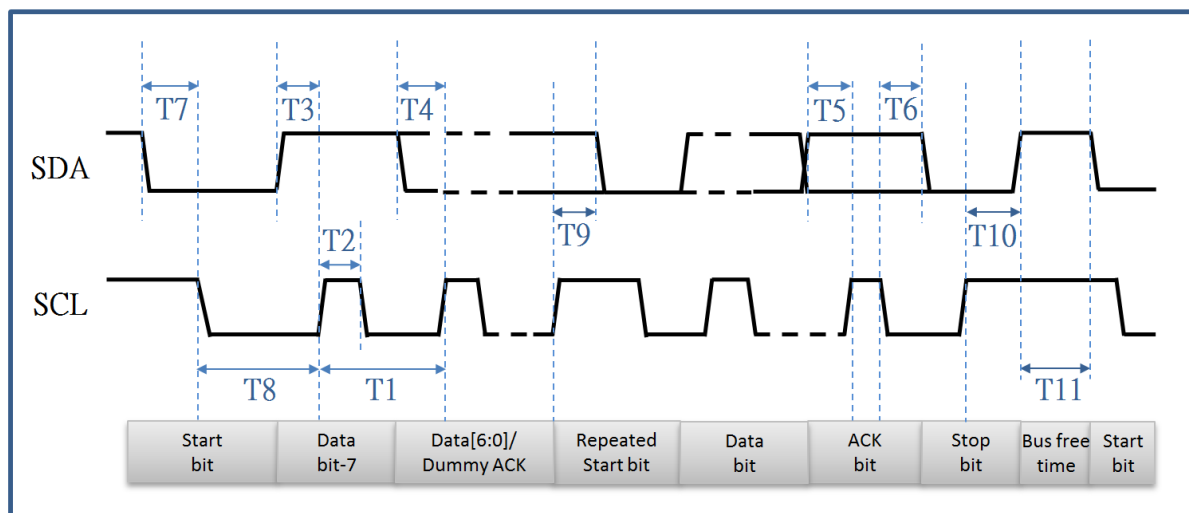 T7
T3
T4
T5
T6
SDA
T9
T10
T2
SCL
T8
T1
T11
Start
bit
Data
bit-7
Data[6:0]/
Dummy ACK
Repeated
Start bit
Data
bit
ACK
bit
Stop
bit
Bus free
time
Start
bit